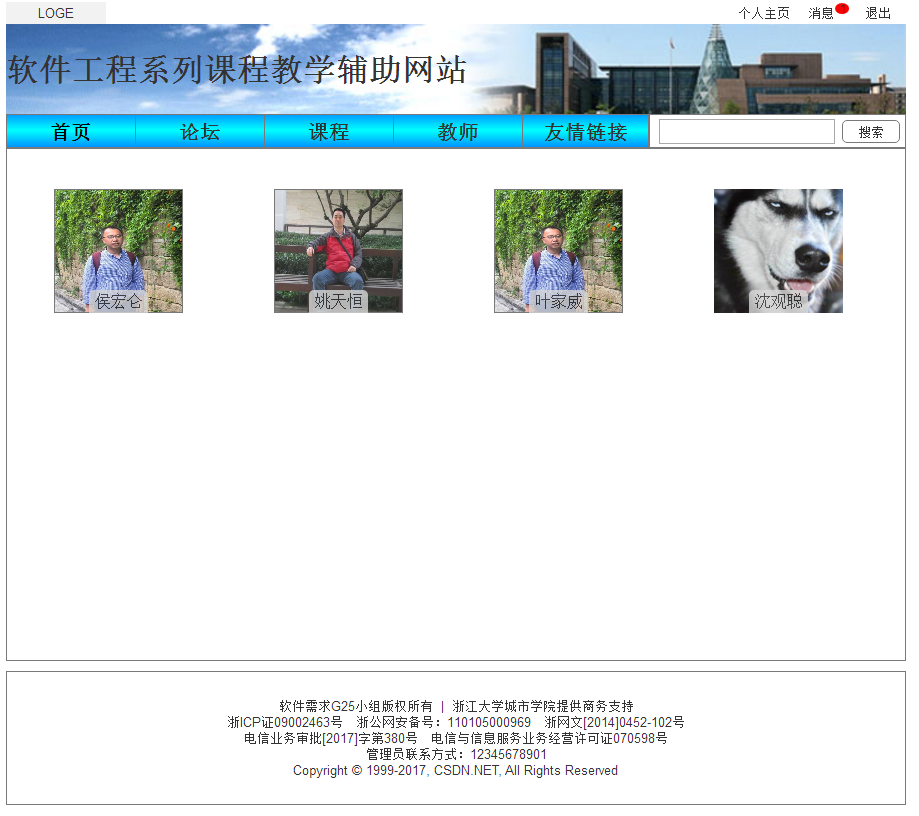 LOGE 个人主页 消息 退出
软件工程系列课程教学辅助网站
首页 论坛 课程 教师 友情链接 搜索
侯宏仑 姚天恒 叶家威 沈观聪
软件需求G25小组版权所有 | 浙江大学城市学院提供商务支持
浙ICP证09002463号 浙公网安备号：110105000969 浙网文[2014]0452-102号
电信业务审批[2017]字第380号 电信与信息服务业务经营许可证070598号
管理员联系方式：12345678901
Copyright © 1999-2017, CSDN.NET, All Rights Reserved